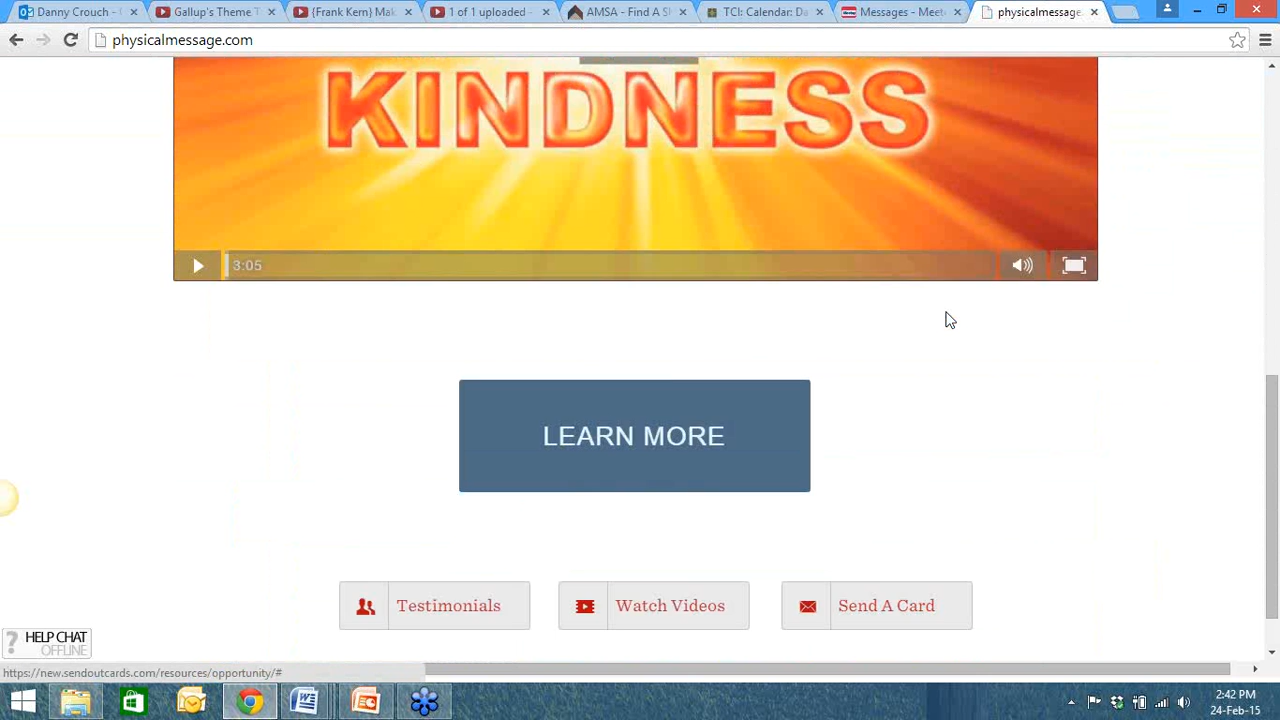 Danny Crouch -
Gallup's Theme T
{Frank Kern} Mak
1 of 1 uploaded -
AMSA - Find A S
TCI: Calendar: Da
Messages - Meet
physicalmessage.
physicalmessage.com
KINDNESS
3:05
LEARN MORE
Testimonials
Watch Videos
Send A Card
? HELP CHAT
OFFLINE
https://new.sendoutcards.com/resources/opportunity/#
2:42 PM
24-Feb-15